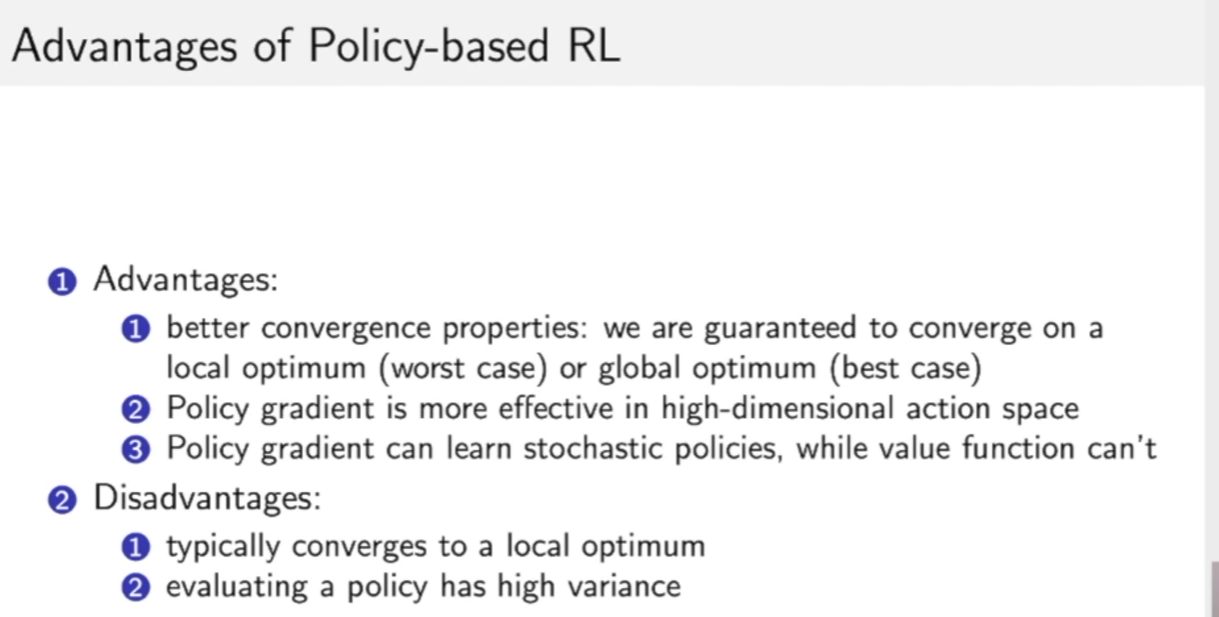 Advantages of Policy-based RL
1 Advantages:
1 better convergence properties: we are guaranteed to converge on a
local optimum (worst case) or global optimum (best case)
2 Policy gradient is more effective in high-dimensional action space
3 Policy gradient can learn stochastic policies, while value function can't
2 Disadvantages:
1 typically converges to a local optimum
2 evaluating a policy has high variance